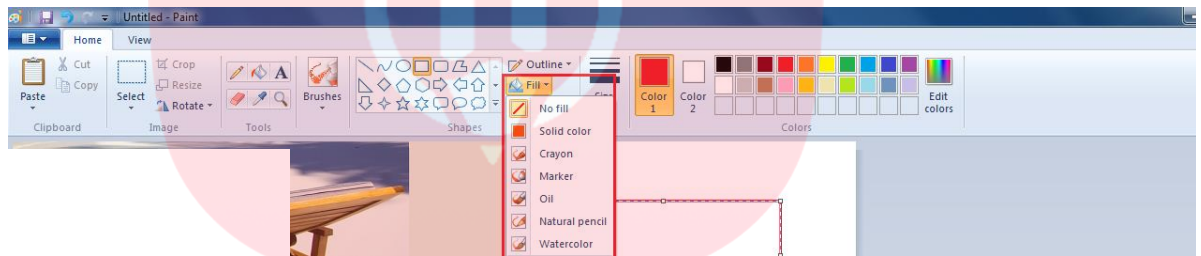 Untitled - Paint
Home View
Cut
Copy
Paste
Clipboard
Crop
Resize
Rotate
Select
Image
A
Tools
Brushes
Shapes
Outline
Fill
No fill
Solid color
Crayon
Marker
Oil
Natural pencil
Watercolor
Color 1
Color 2
Edit colors
Colors